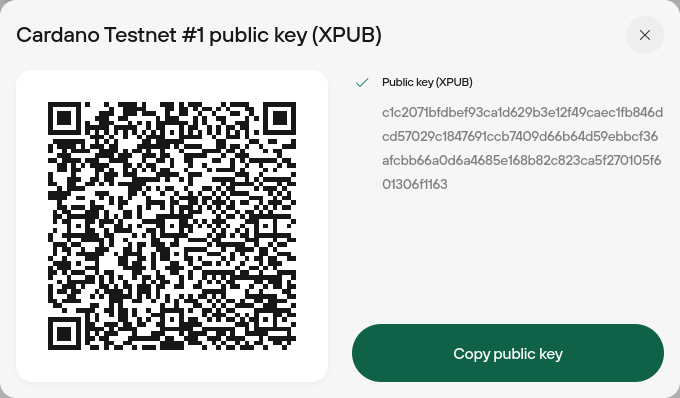 Cardano Testnet #1 public key (XPUB)
Public key (XPUB)
c1c2071bfdbef93ca1d629b3e12f49caec1fb846d
cd57029c1847691ccb7409d66b64d59ebbcf36
afcbb66a0d6a4685e168b82c823ca5f270105f6
01306f1163
Copy public key